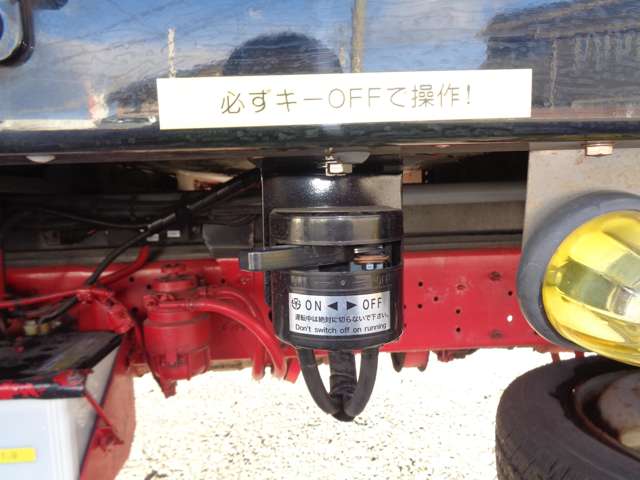 必ずキーOFFで操作!
ON ◀ ▶ OFF
運転中は絶対に切らないで下さい。
Don't switch off on running